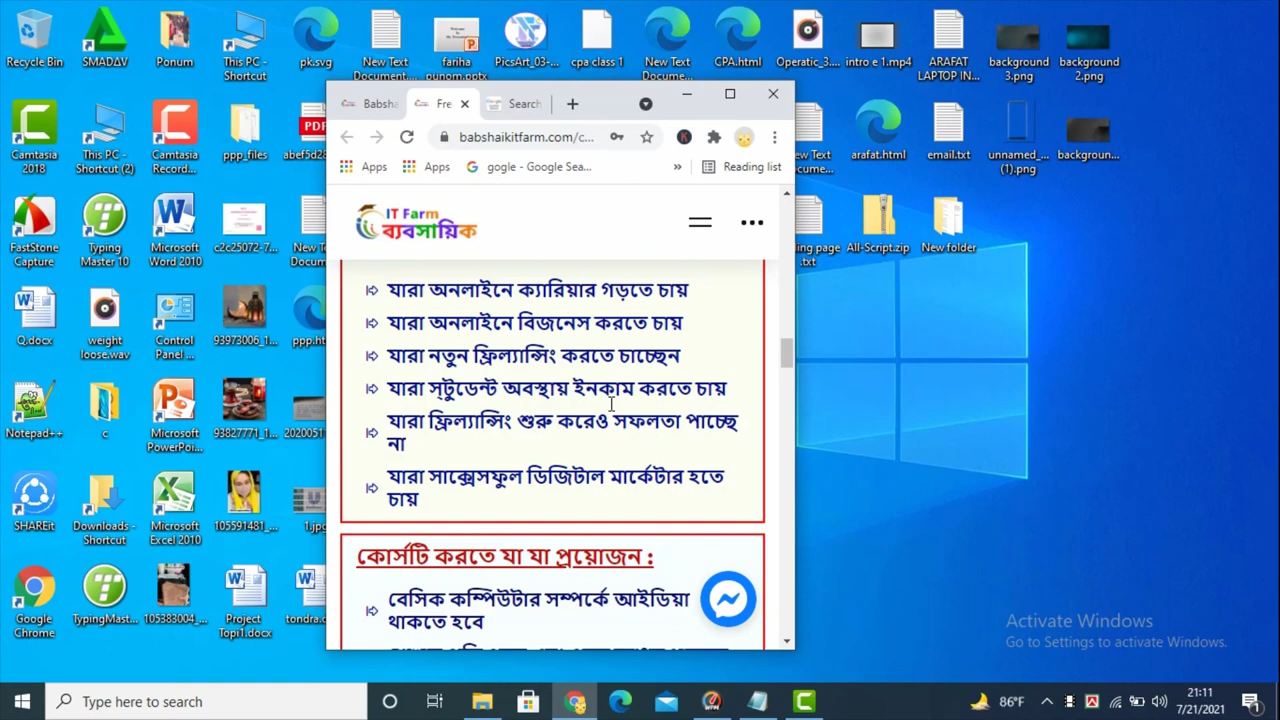 Recycle Bin
SMADΔV
Ponum
This PC - Shortcut
pk.svg
New Text Document....
fariha punom.pptx
PicsArt_03-...
cpa class 1
New Text Docume...
CPA.html
Operatic_3....
intro e 1.mp4
ARAFAT LAPTOP IN...
background 3.png
background 2.png
Camtasia 2018
This PC - Shortcut (2)
Camtasia Record...
ppp_files
PDF
abef5d28
arafat.html
email.txt
unnamed_... (1).png
backgroun...
FastStone Capture
Typing Master 10
Microsoft Word 2010
c2c25072-7...
All-Script.zip
New folder
Q.docx
weight loose.wav
Control Panel ...
93973006_1...
ppp.ht
Notepad++
c
Microsoft PowerPoi...
93827771_1...
2020051
SHAREit
Downloads - Shortcut
Microsoft Excel 2010
105591481_...
1.jpg
Google Chrome
TypingMast...
105383004_...
Project Topi1.docx
tondra.c
Babsha
Fre
Search
babshaikitfarm.com/c...
Apps
Apps
gogle - Google Sea...
»
Reading list
IT Farm
ব্যবসায়িক
যারা অনলাইনে ক্যারিয়ার গড়তে চায়
যারা অনলাইনে বিজনেস করতে চায়
যারা নতুন ফ্রিল্যান্সিং করতে চাচ্ছেন
যারা স্টুডেন্ট অবস্থায় ইনকাম করতে চায়
যারা ফ্রিল্যান্সিং শুরু করেও সফলতা পাচ্ছে
না
যারা সাক্সেসফুল ডিজিটাল মার্কেটার হতে
চায়
কোর্সটি করতে যা যা প্রয়োজন :
বেসিক কম্পিউটার সম্পর্কে আইডিয়া
থাকতে হবে
Activate Windows
Go to Settings to activate Windows.
Type here to search
86°F
21:11
7/21/2021